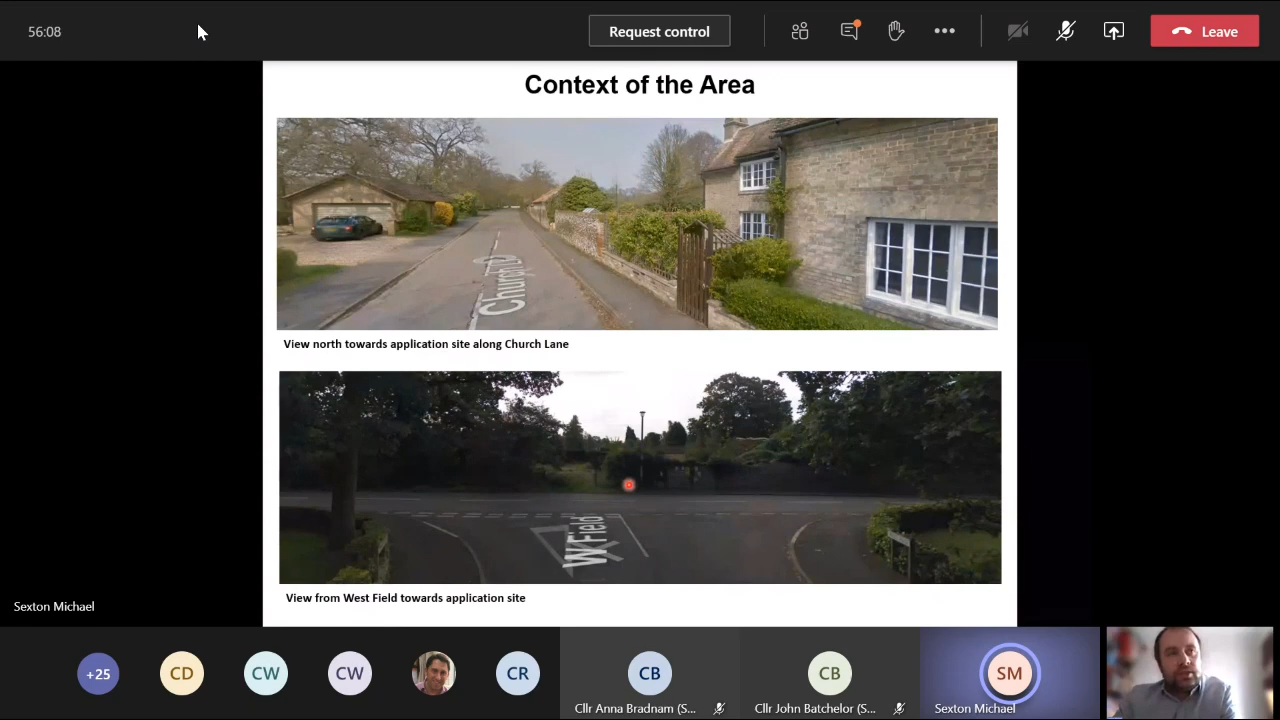 56:08
Request control
Leave
Context of the Area
Church Ln
View north towards application site along Church Lane
W Field
View from West Field towards application site
Sexton Michael
+25
CD
CW
CW
CR
CB
CB
SM
Cllr Anna Bradnam (S...
Cllr John Batchelor (S...
Sexton Michael